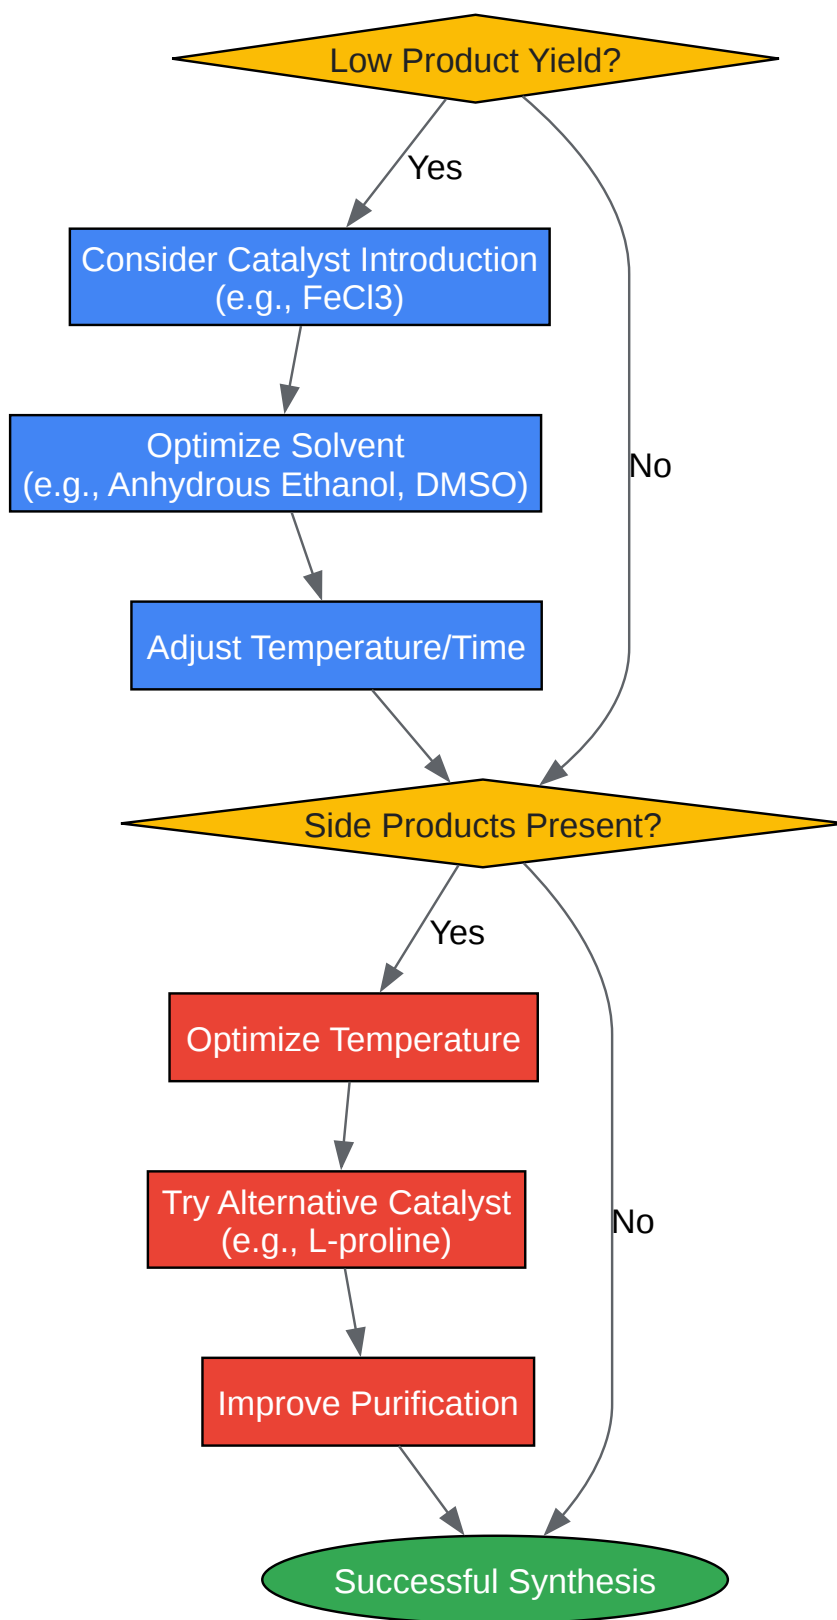 Low Product Yield?
Yes
Consider Catalyst Introduction
(e.g., FeCl3)
Optimize Solvent
(e.g., Anhydrous Ethanol, DMSO)
No
Adjust Temperature/Time
Side Products Present?
Yes
Optimize Temperature
Try Alternative Catalyst
(e.g., L-proline)
No
Improve Purification
Successful Synthesis